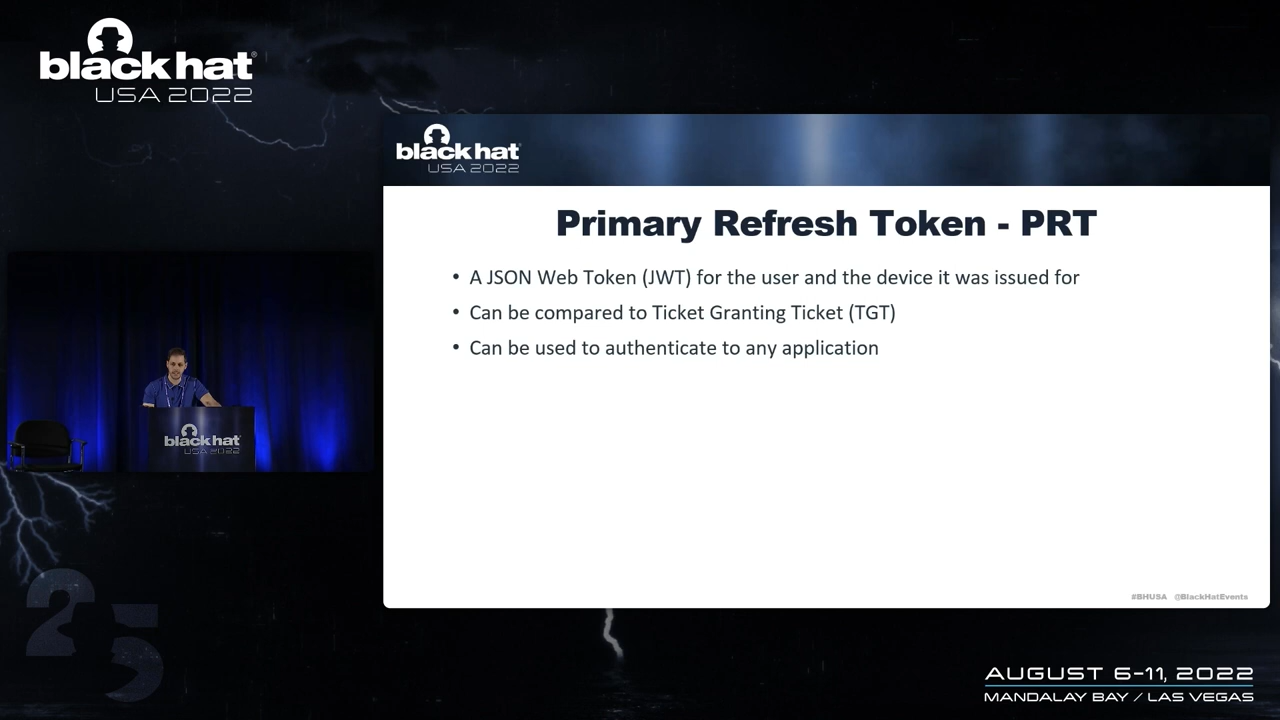 black hat®
USA 2022
black hat
USA 2022
Primary Refresh Token - PRT
• A JSON Web Token (JWT) for the user and the device it was issued for
• Can be compared to Ticket Granting Ticket (TGT)
• Can be used to authenticate to any application
black hat
USA 2022
#BHUSA @BlackHatEvents
25
AUGUST 6-11, 2022
MANDALAY BAY / LAS VEGAS